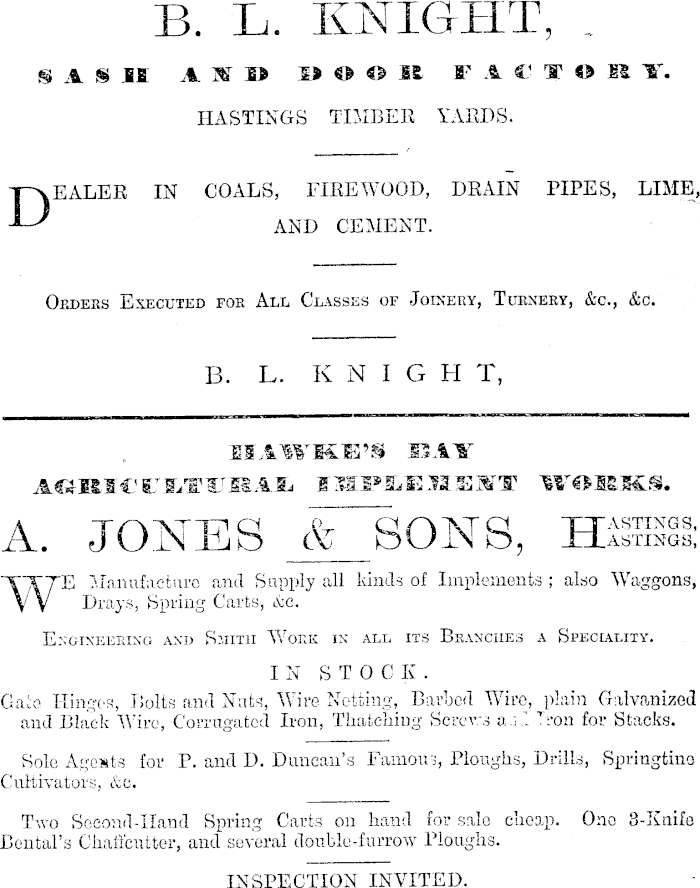 B. L. KNIGHT,
SASH AND DOOR FACTORY.
HASTINGS TIMBER YARDS.
DEALER IN COALS, FIREWOOD, DRAIN PIPES, LIME,
AND CEMENT.
ORDERS EXECUTED FOR ALL CLASSES OF JOINERY, TURNERY, &C., &C.
B. L. KNIGHT,
HAWKE'S BAY
AGRICULTURAL IMPLEMENT WORKS.
A. JONES & SONS, HASTINGS,
HASTINGS,
WE Manufacture and Supply all kinds of Implements; also Waggons,
Drays, Spring Carts, &c.
ENGINEERING AND SMITH WORK IN ALL ITS BRANCHES A SPECIALITY.
IN STOCK.
Gate Hinges, Bolts and Nuts, Wire Netting, Barbed Wire, plain Galvanized
and Black Wire, Corrugated Iron, Thatching Screws and Iron for Stacks.
Sole Agents for P. and D. Duncan's Famous, Ploughs, Drills, Springtine
Cultivators, &c.
Two Second-Hand Spring Carts on hand for sale cheap. One 3-Knife
Bental's Chaffcutter, and several double-furrow Ploughs.
INSPECTION INVITED.